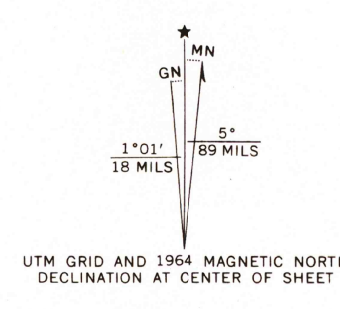 MN
GN
1°01'
18 MILS
5°
89 MILS
UTM GRID AND 1964 MAGNETIC NORT
DECLINATION AT CENTER OF SHEET